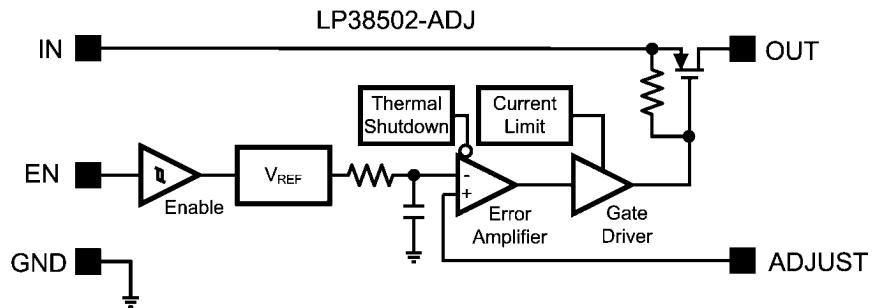 LP38502-ADJ
IN
OUT
Thermal
Shutdown
Current
Limit
EN
VREF
-
+
Enable
Error
Amplifier
Gate
Driver
GND
ADJUST